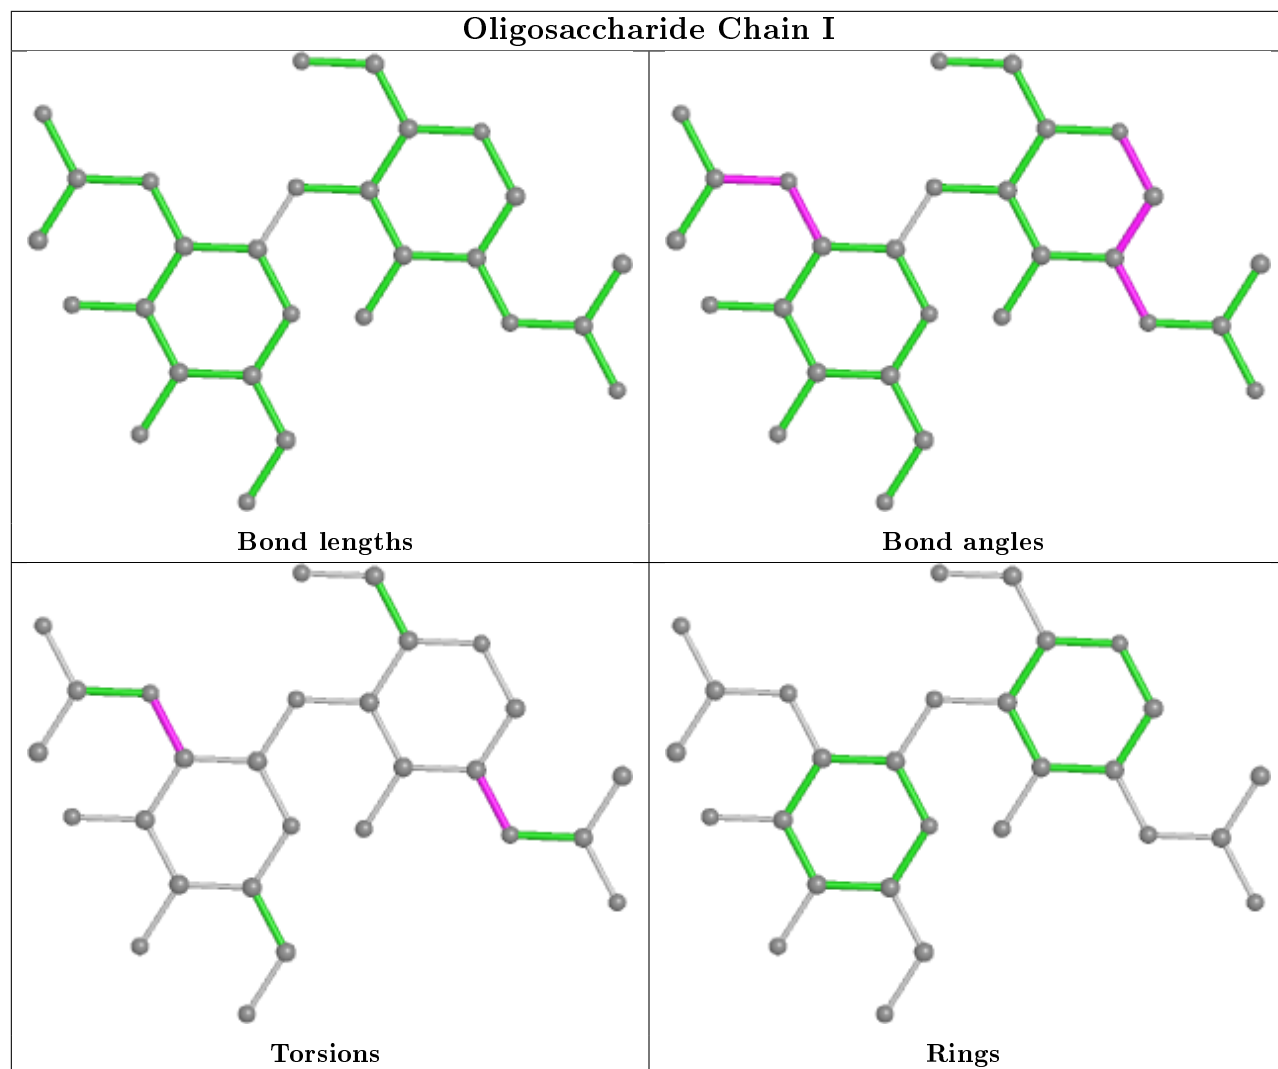 Oligosaccharide Chain I
Bond lengths
Bond angles
Torsions
Rings